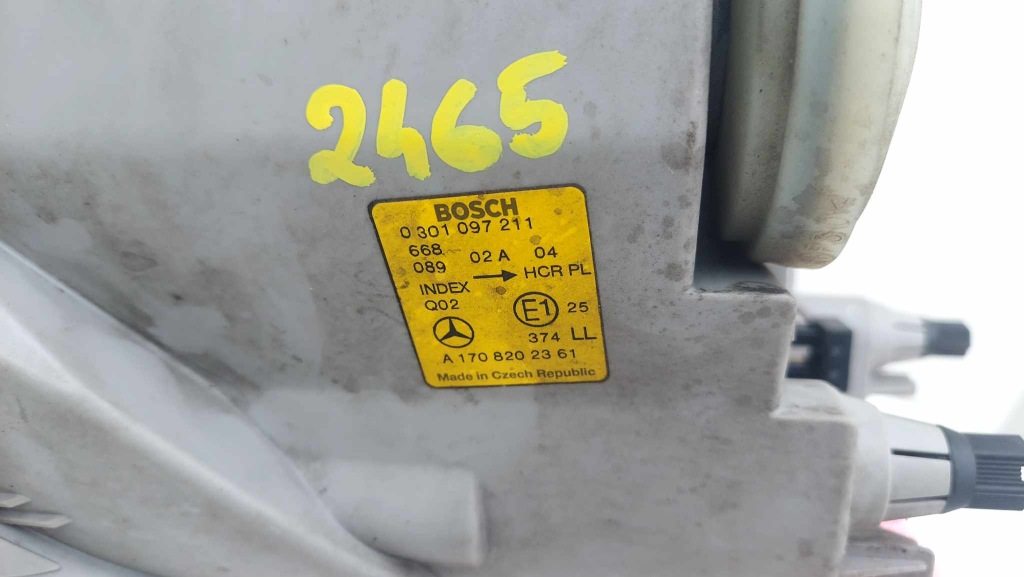 2465
BOSCH
0 301 097 211
668
089
02 A 04
→ HCR PL
INDEX
Q02
E1 25
374 LL
A 170 820 23 61
Made in Czech Republic